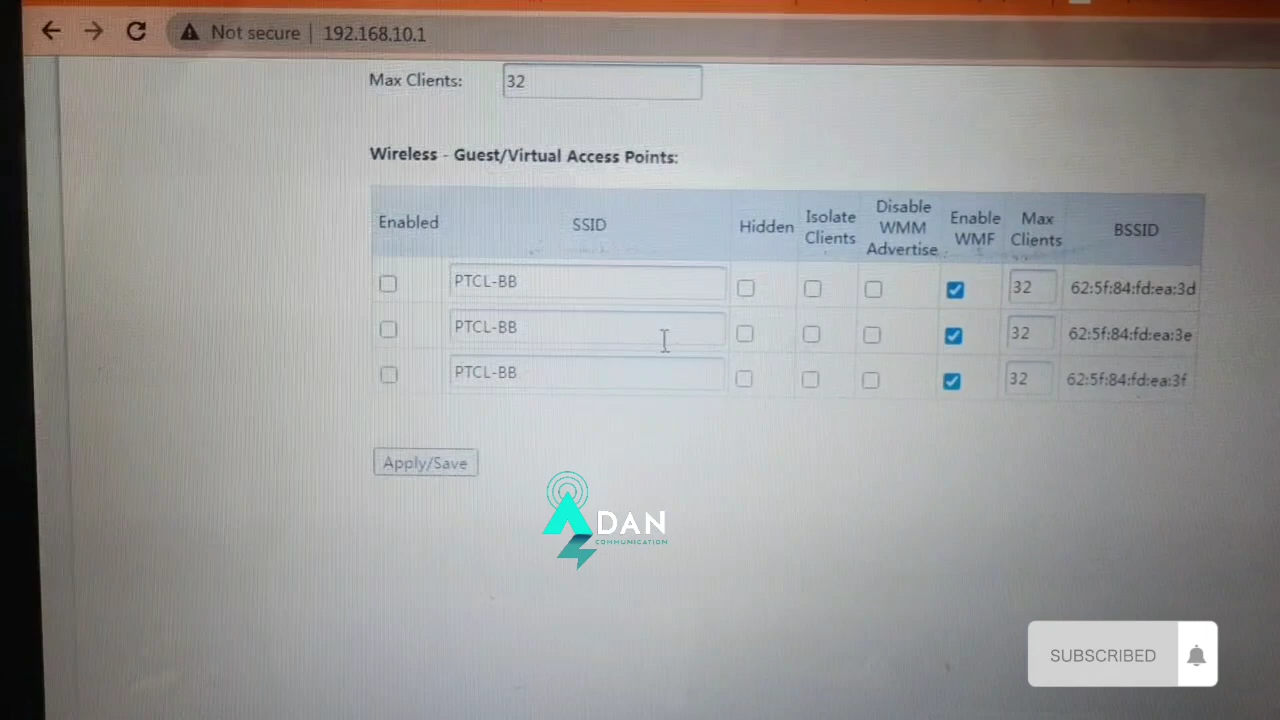 Not secure | 192.168.10.1
Max Clients: 32
Wireless - Guest/Virtual Access Points:
Enabled SSID Hidden Isolate Clients Disable WMM Advertise Enable WMF Max Clients BSSID
PTCL-BB 32 62:5f:84:fd:ea:3d
PTCL-BB 32 62:5f:84:fd:ea:3e
PTCL-BB 32 62:5f:84:fd:ea:3f
Apply/Save
DAN
COMMUNICATION
SUBSCRIBED